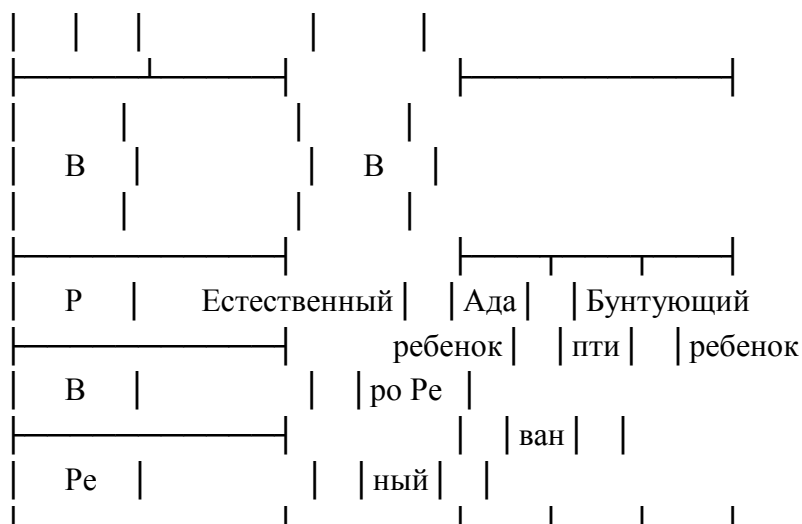 В В
Р Естественный Ада Бунтующий
ребенок пти ребенок
В ро Ре
ван
Ре ный